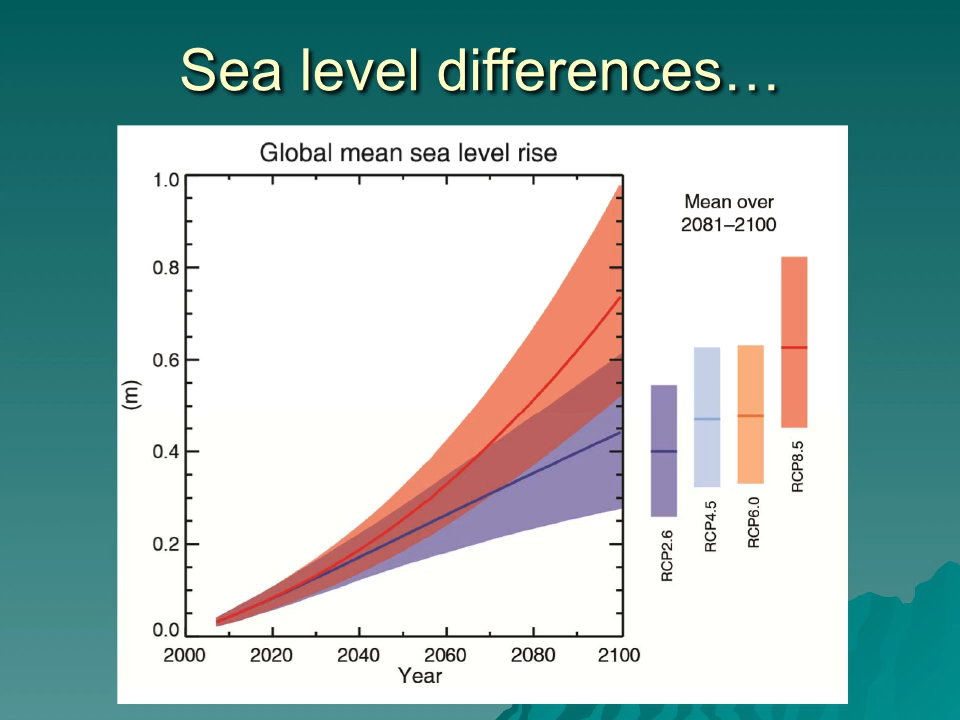 Sea level differences…
Global mean sea level rise
1.0
0.8
0.6
0.4
0.2
0.0
(m)
2000 2020 2040 2060 2080 2100
Year
Mean over
2081–2100
RCP2.6
RCP4.5
RCP6.0
RCP8.5